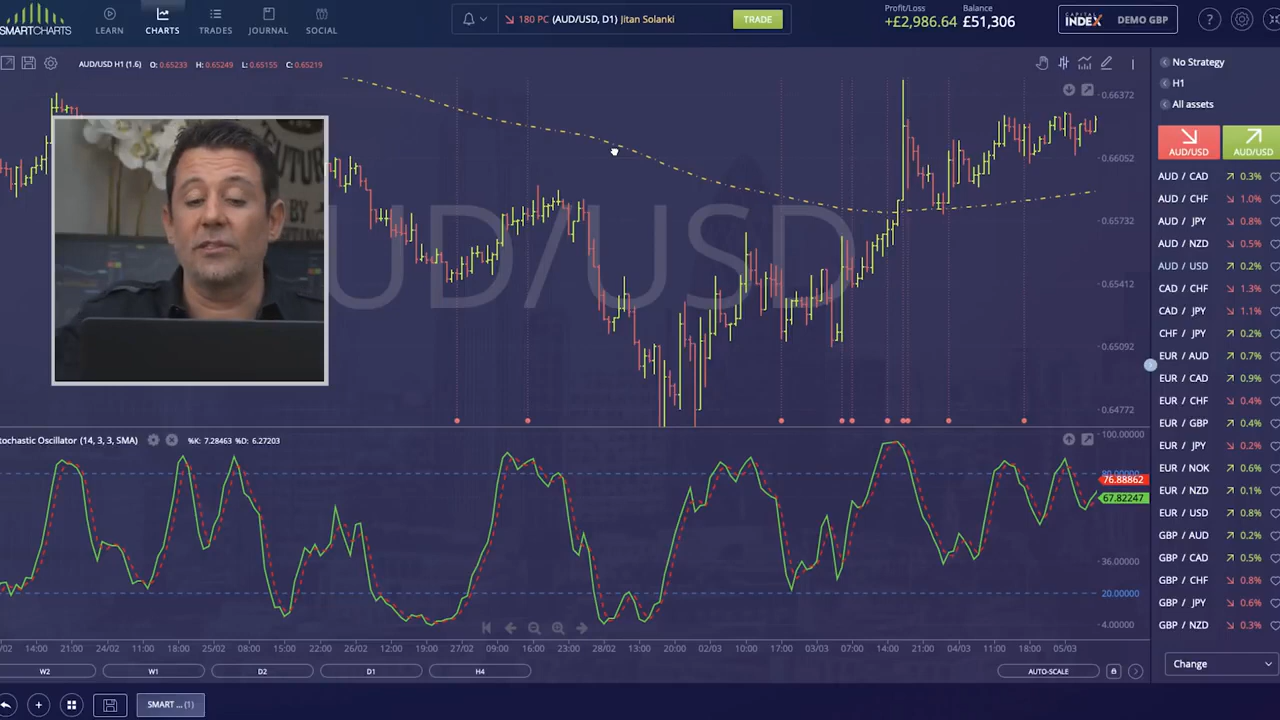 SMARTCHARTS
LEARN
CHARTS
TRADES
JOURNAL
SOCIAL
180 PC (AUD/USD, D1) Jitan Solanki
TRADE
Profit/Loss
+£2,986.64
Balance
£51,306
CAPITAL
INDEX
DEMO GBP
?
AUD/USD H1 (1.6) O: 0.65233 H: 0.65249 L: 0.65155 C: 0.65219
0.66372
0.66052
0.65732
0.65412
0.65092
0.64772
UD/USD
FUTURE
BY
tochastic Oscillator (14, 3, 3, SMA) %K: 7.28463 %D: 6.27203
100.00000
80.00000
76.88862
67.82247
36.00000
20.00000
4.00000
/02 14:00 21:00 25/02 11:00 18:00 25/02 08:00 15:00 22:00 26/02 12:00 19:00 27/02 09:00 16:00 23:00 28/02 13:00 20:00 02/03 10:00 17:00 03/03 07:00 14:00 21:00 04/03 11:00 18:00 05/03
W2
W1
D2
D1
H4
AUTO-SCALE
SMART ... (1)
No Strategy
H1
All assets
AUD/USD
AUD/USD
AUD / CAD 0.3%
AUD / CHF 1.0%
AUD / JPY 0.8%
AUD / NZD 0.5%
AUD / USD 0.2%
CAD / CHF 1.3%
CAD / JPY 1.1%
CHF / JPY 0.2%
EUR / AUD 0.7%
EUR / CAD 0.9%
EUR / CHF 0.4%
EUR / GBP 0.4%
EUR / JPY 0.2%
EUR / NOK 0.6%
EUR / NZD 0.1%
EUR / USD 0.8%
GBP / AUD 0.2%
GBP / CAD 0.5%
GBP / CHF 0.8%
GBP / JPY 0.6%
GBP / NZD 0.3%
Change